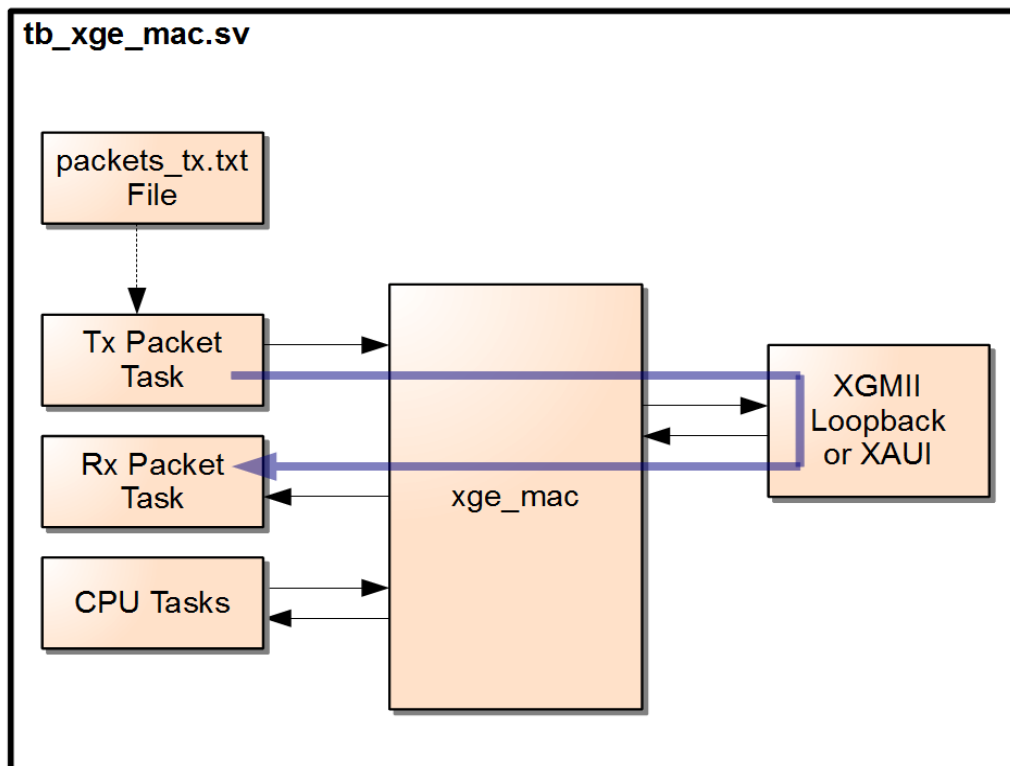 tb_xge_mac.sv
packets_tx.txt
File
Tx Packet
Task
Rx Packet
Task
CPU Tasks
xge_mac
XGMII
Loopback
or XAUI